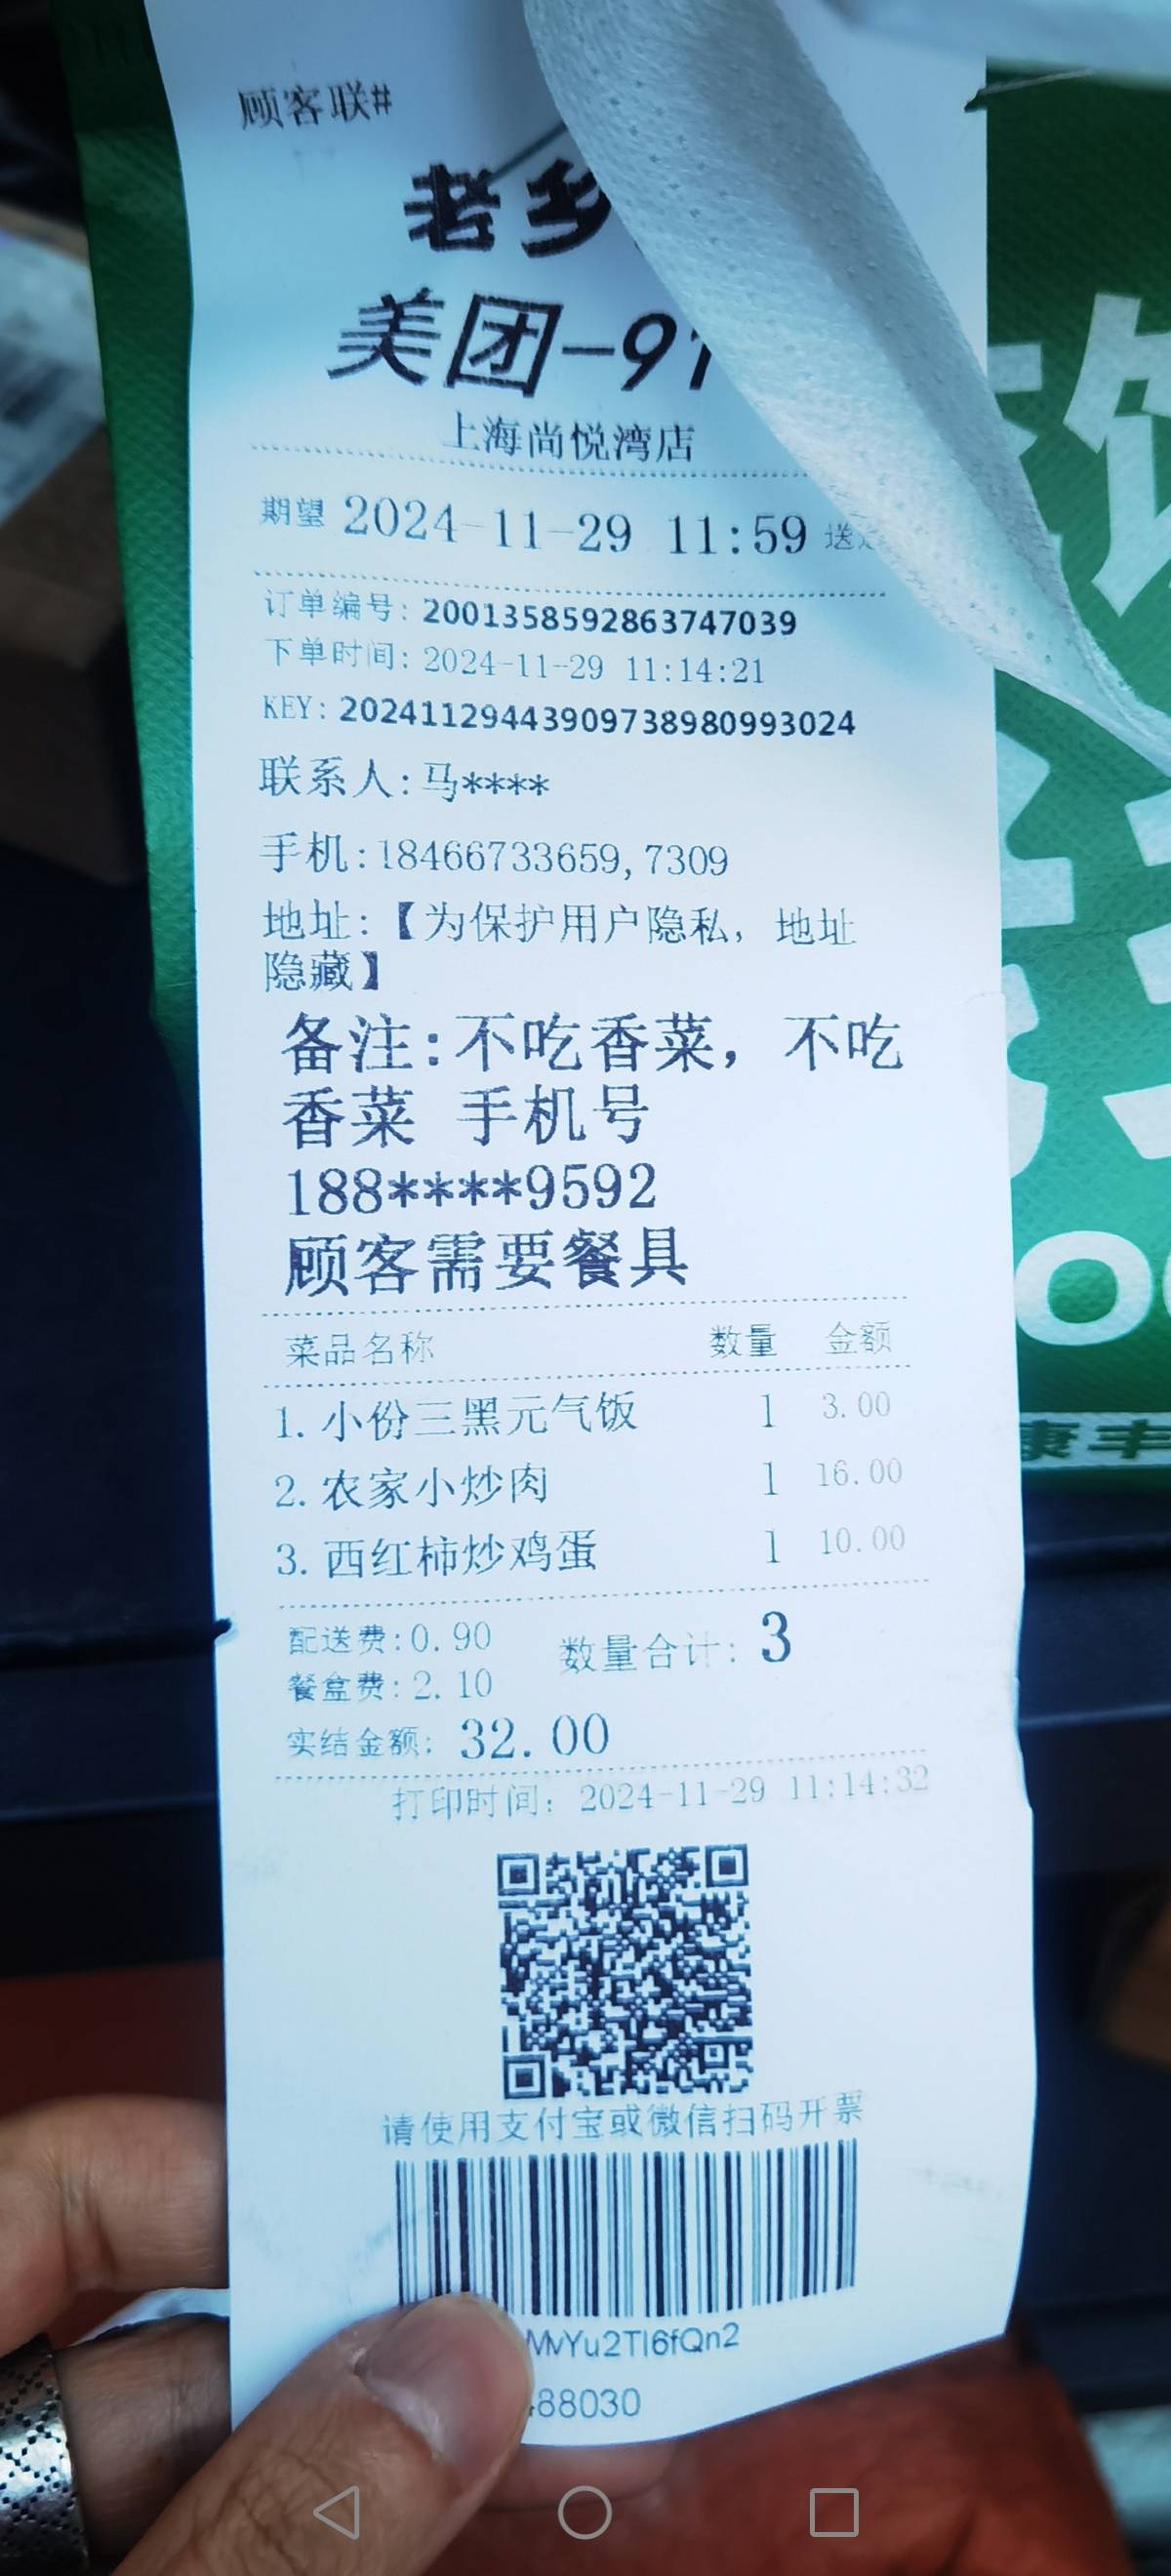 顾客联#
老乡
美团-91
上海尚悦湾店
期望 2024-11-29 11:59 送
订单编号: 2001358592863747039
下单时间: 2024-11-29 11:14:21
KEY: 202411294439097389809​93024
联系人: 马****
手机:18466733659,7309
地址:【为保护用户隐私, 地址
隐藏】
备注:不吃香菜, 不吃
香菜 手机号
188****9592
顾客需要餐具
菜品名称 数量 金额
1. 小份三黑元气饭 1 3.00
2. 农家小炒肉 1 16.00
3. 西红柿炒鸡蛋 1 10.00
配送费:0.90 数量合计: 3
餐盒费: 2.10
实结金额: 32.00
打印时间: 2024-11-29 11:14:32
请使用支付宝或微信扫码开票
MvYu2Tl6fQn2
88030
饭
康丰